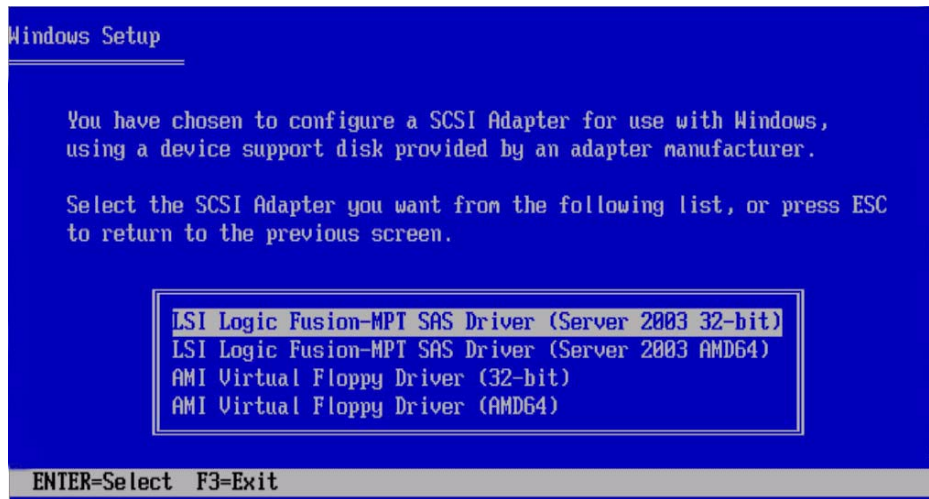 Windows Setup
You have chosen to configure a SCSI Adapter for use with Windows,
using a device support disk provided by an adapter manufacturer.
Select the SCSI Adapter you want from the following list, or press ESC
to return to the previous screen.
LSI Logic Fusion-MPT SAS Driver (Server 2003 32-bit)
LSI Logic Fusion-MPT SAS Driver (Server 2003 AMD64)
AMI Virtual Floppy Driver (32-bit)
AMI Virtual Floppy Driver (AMD64)
ENTER=Select F3=Exit